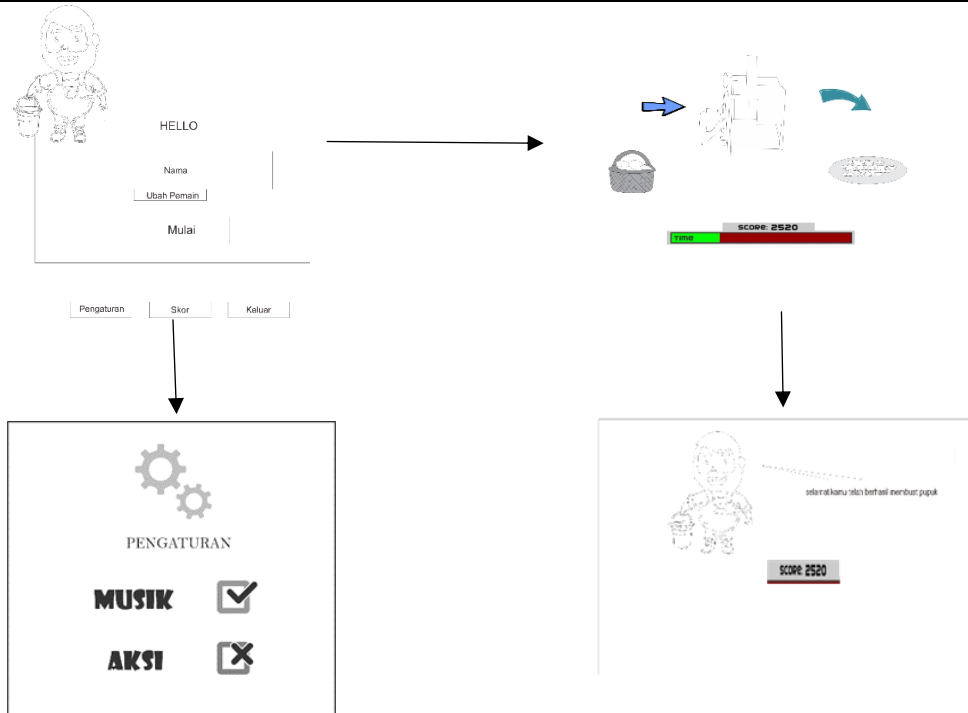 HELLO
Nama
Ubah Pemain
Mulai
Pengaturan
Skor
Keluar
SCORE: 2520
TIME
PENGATURAN
MUSIK
AKSI
selamat kamu telah berhasil membuat pupuk
SCORE 2520